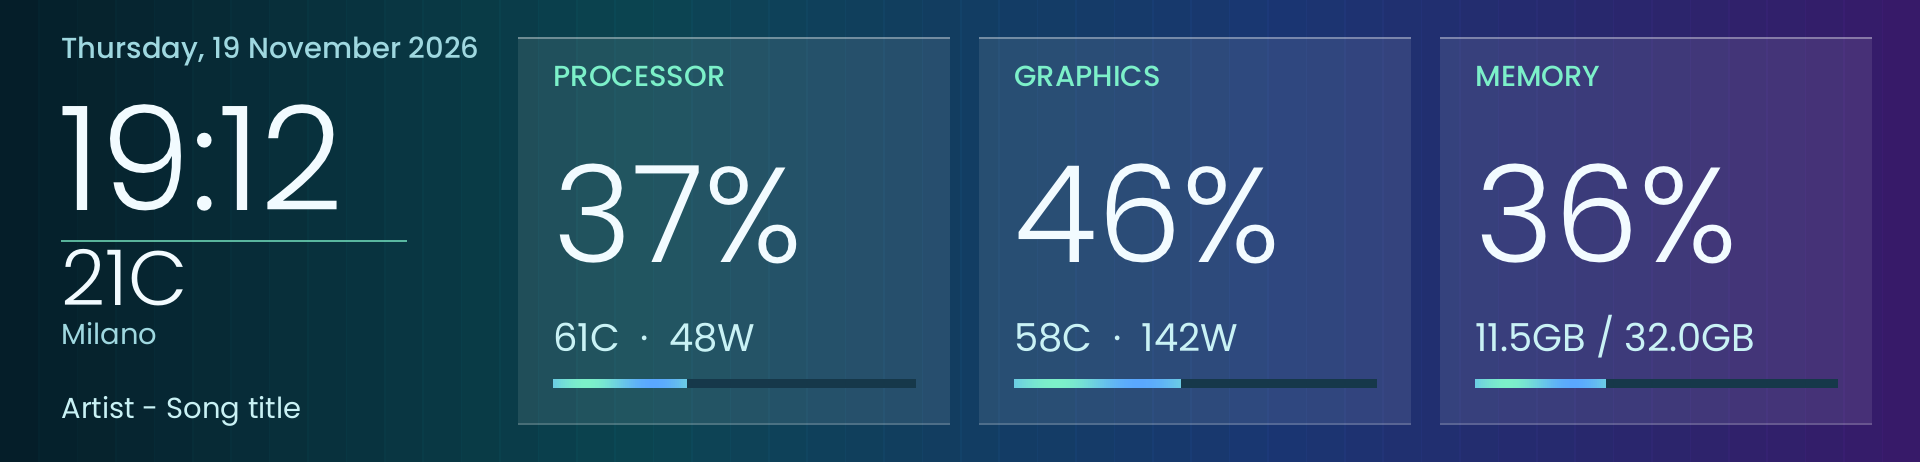 Thursday, 19 November 2026
19:12
21C
Milano
Artist - Song title
PROCESSOR
37%
61C · 48W
GRAPHICS
46%
58C · 142W
MEMORY
36%
11.5GB / 32.0GB